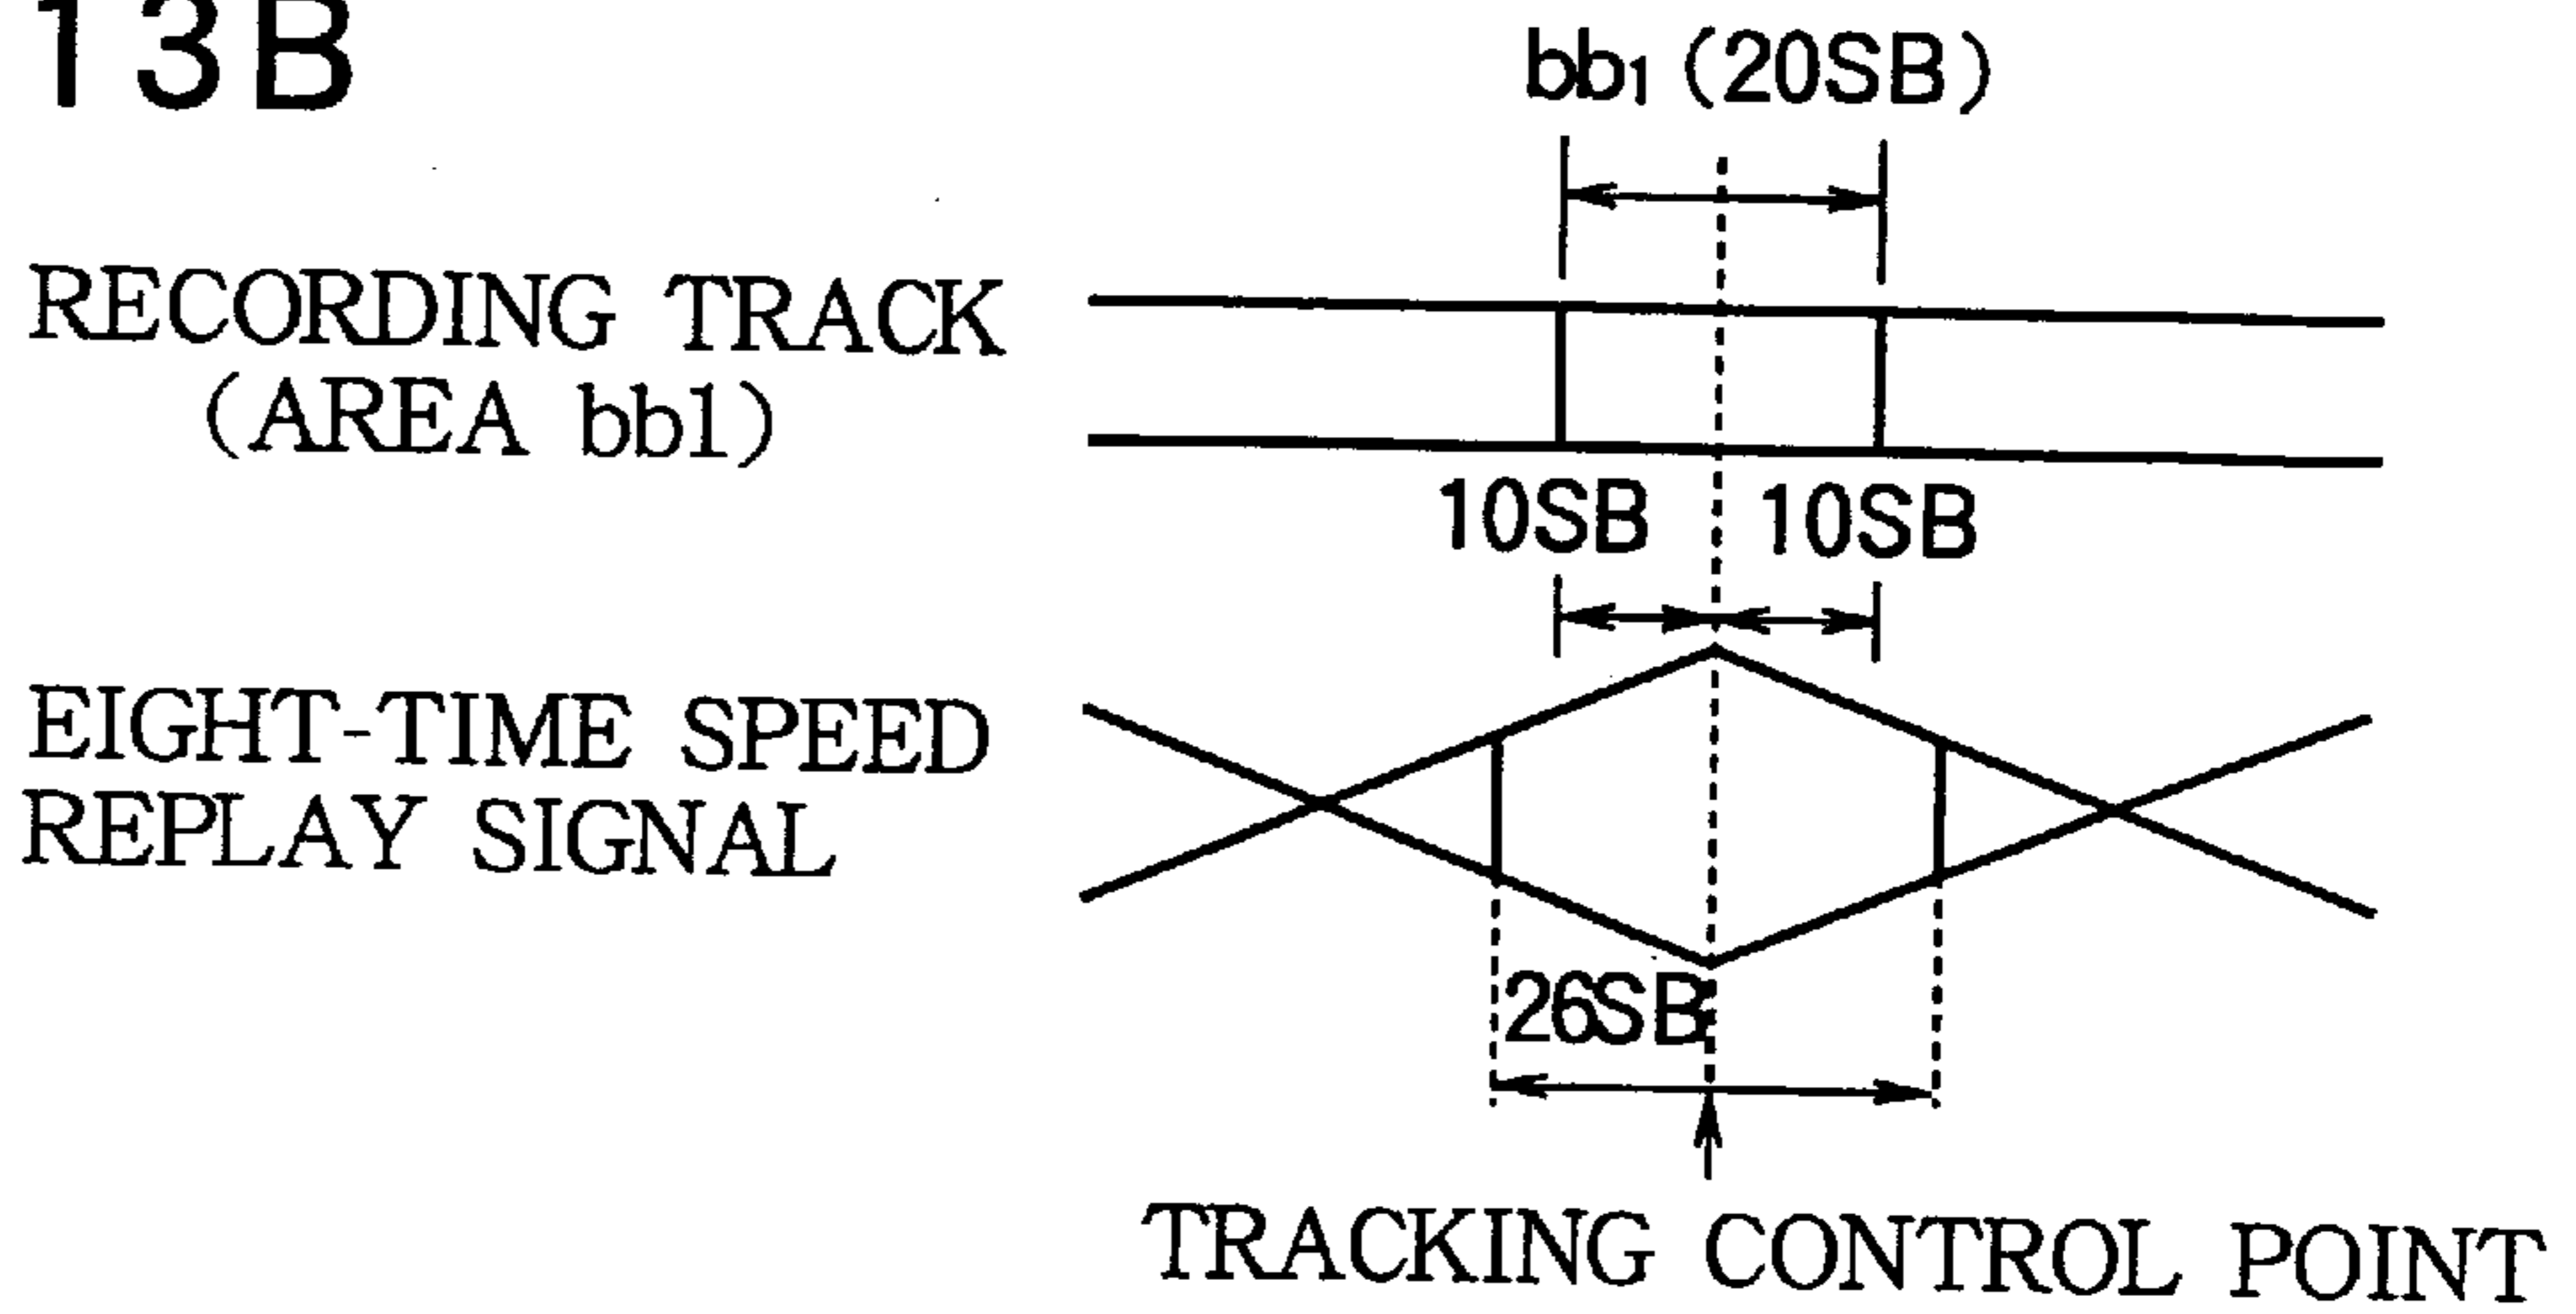 13B
bb₁ (20SB)
RECORDING TRACK
(AREA bb1)
10SB 10SB
EIGHT-TIME SPEED
REPLAY SIGNAL
26SB
TRACKING CONTROL POINT